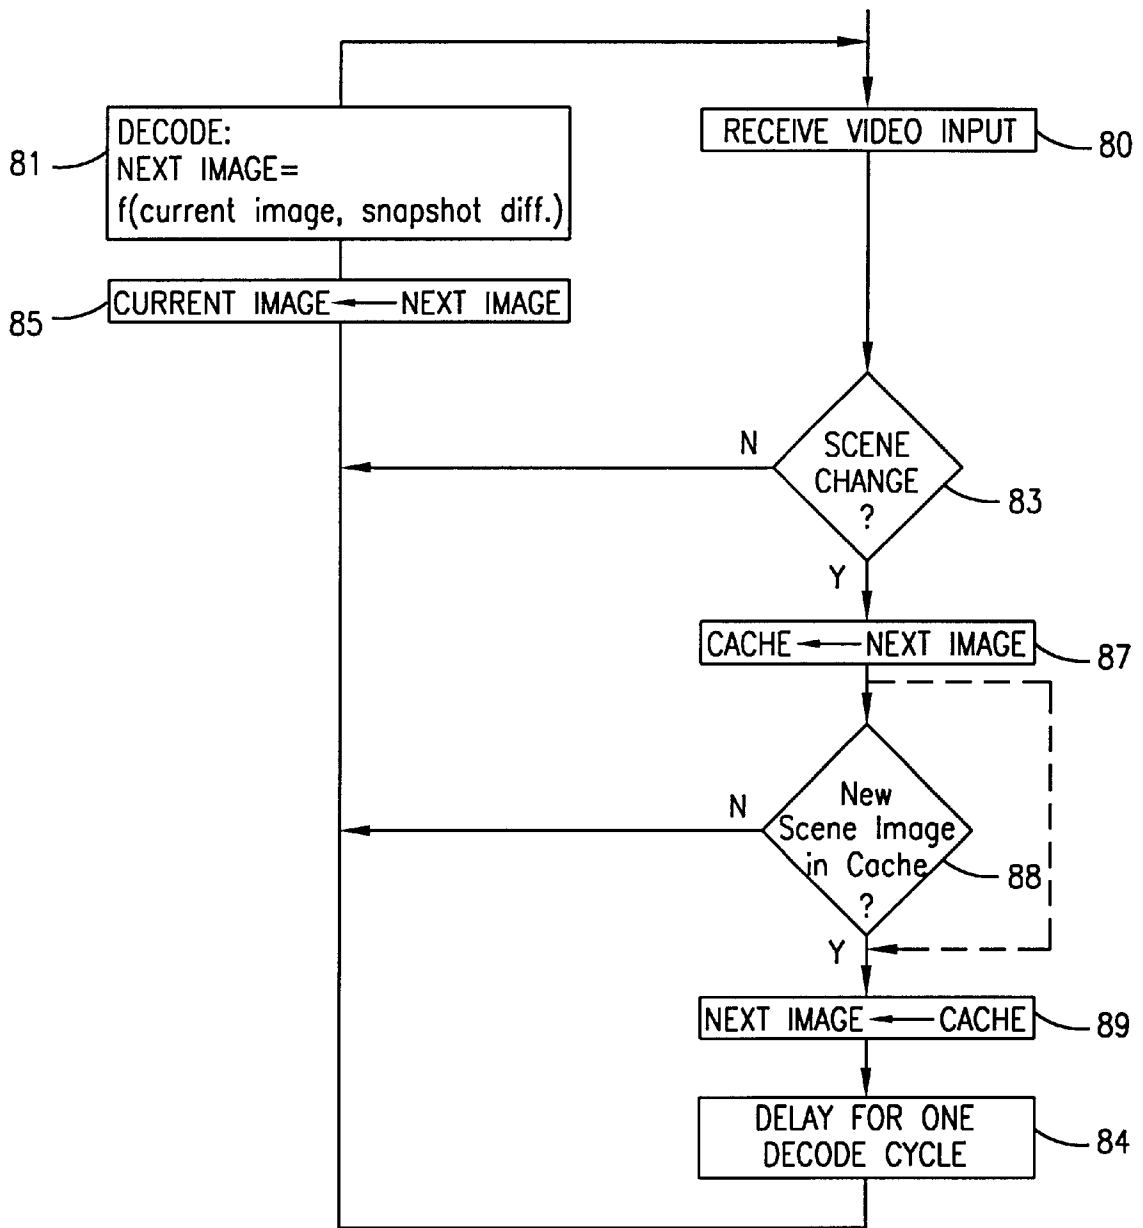 DECODE:
NEXT IMAGE=
f(current image, snapshot diff.)
81
RECEIVE VIDEO INPUT
80
CURRENT IMAGE ← NEXT IMAGE
85
N
SCENE
CHANGE
?
83
Y
CACHE ← NEXT IMAGE
87
N
New
Scene Image
in Cache
?
88
Y
NEXT IMAGE ← CACHE
89
DELAY FOR ONE
DECODE CYCLE
84